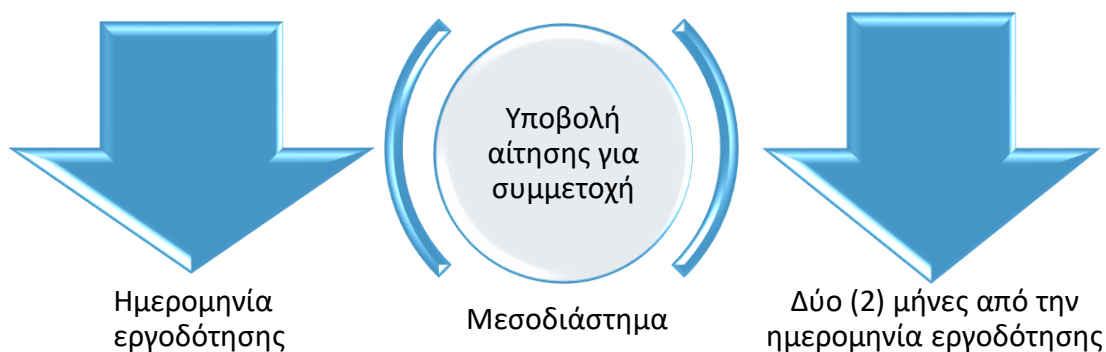 Υποβολή
αίτησης για
συμμετοχή
Ημερομηνία
εργοδότησης
Μεσοδιάστημα
Δύο (2) μήνες από την
ημερομηνία εργοδότησης